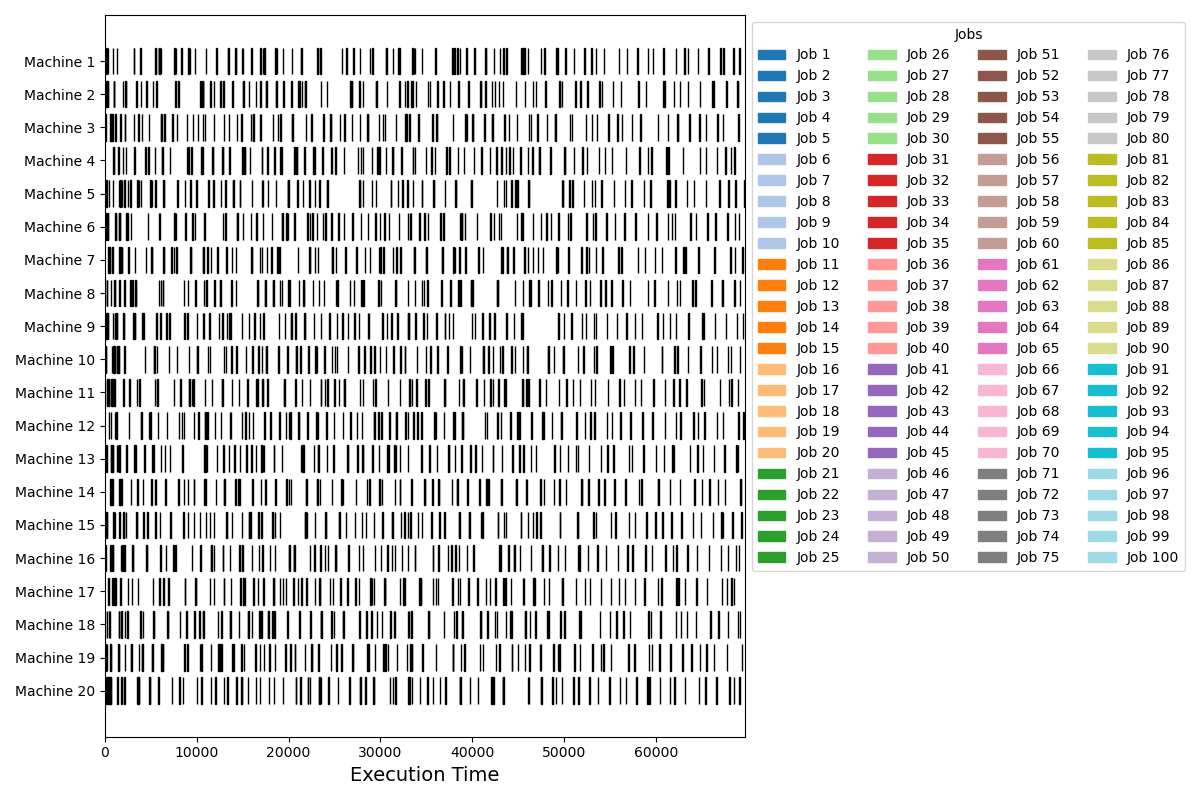 Jobs
Job 1 Job 26 Job 51 Job 76
Job 2 Job 27 Job 52 Job 77
Job 3 Job 28 Job 53 Job 78
Job 4 Job 29 Job 54 Job 79
Job 5 Job 30 Job 55 Job 80
Job 6 Job 31 Job 56 Job 81
Job 7 Job 32 Job 57 Job 82
Job 8 Job 33 Job 58 Job 83
Job 9 Job 34 Job 59 Job 84
Job 10 Job 35 Job 60 Job 85
Job 11 Job 36 Job 61 Job 86
Job 12 Job 37 Job 62 Job 87
Job 13 Job 38 Job 63 Job 88
Job 14 Job 39 Job 64 Job 89
Job 15 Job 40 Job 65 Job 90
Job 16 Job 41 Job 66 Job 91
Job 17 Job 42 Job 67 Job 92
Job 18 Job 43 Job 68 Job 93
Job 19 Job 44 Job 69 Job 94
Job 20 Job 45 Job 70 Job 95
Job 21 Job 46 Job 71 Job 96
Job 22 Job 47 Job 72 Job 97
Job 23 Job 48 Job 73 Job 98
Job 24 Job 49 Job 74 Job 99
Job 25 Job 50 Job 75 Job 100
Machine 1
Machine 2
Machine 3
Machine 4
Machine 5
Machine 6
Machine 7
Machine 8
Machine 9
Machine 10
Machine 11
Machine 12
Machine 13
Machine 14
Machine 15
Machine 16
Machine 17
Machine 18
Machine 19
Machine 20
0 10000 20000 30000 40000 50000 60000
Execution Time